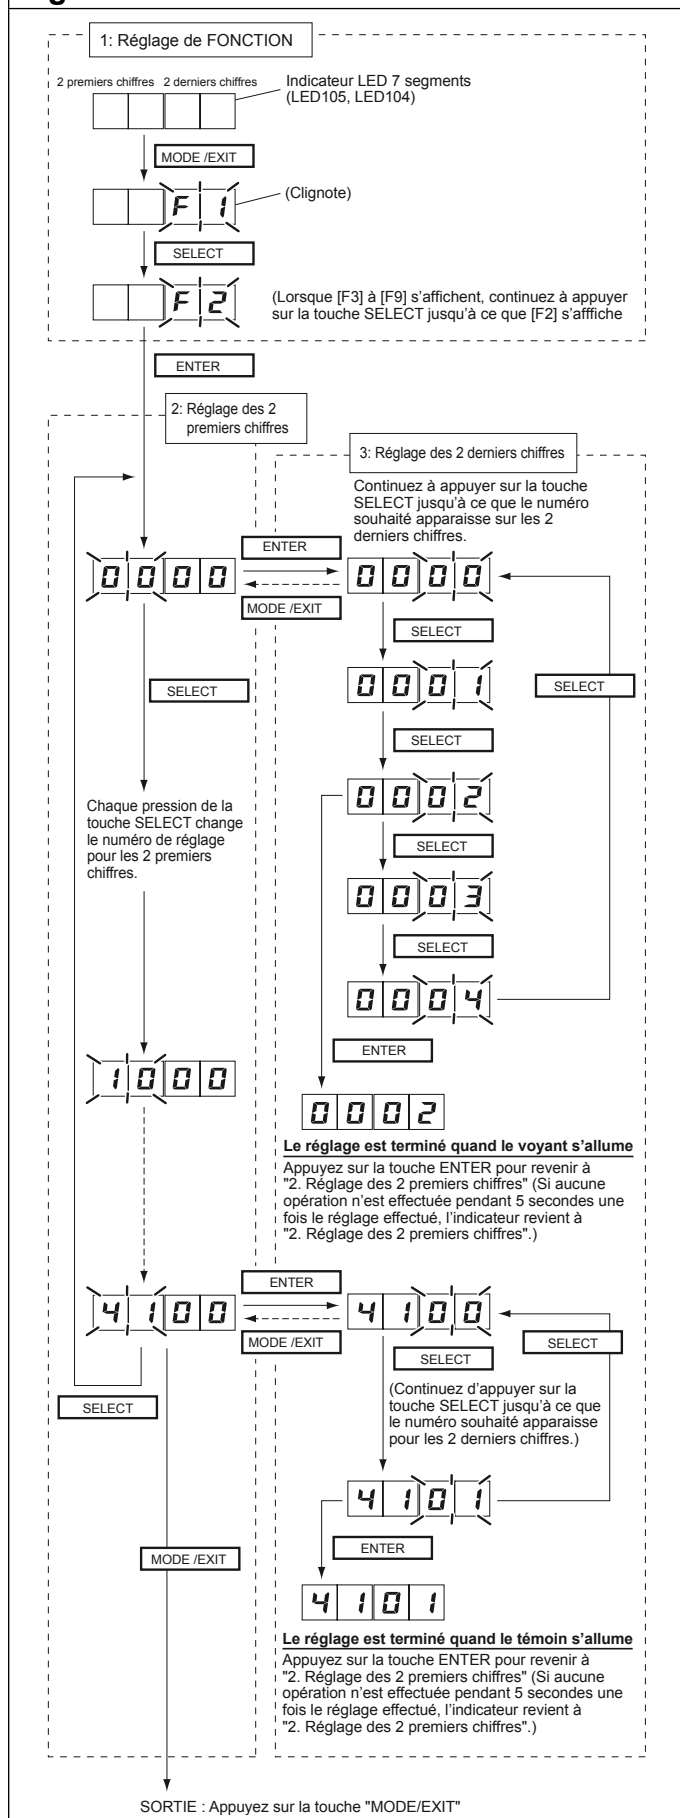 1: Réglage de FONCTION
2 premiers chiffres 2 derniers chiffres
Indicateur LED 7 segments
(LED105, LED104)
MODE /EXIT
F 1
(Clignote)
SELECT
F 2
(Lorsque [F3] à [F9] s’affichent, continuez à appuyer
sur la touche SELECT jusqu’à ce que [F2] s’afffiche
ENTER
2: Réglage des 2
premiers chiffres
3: Réglage des 2 derniers chiffres
Continuez à appuyer sur la touche
SELECT jusqu’à ce que le numéro
souhaité apparaisse sur les 2
derniers chiffres.
0 0 0 0
ENTER
MODE /EXIT
0 0 0 0
SELECT
SELECT
0 0 0 1
SELECT
SELECT
0 0 0 2
Chaque pression de la
touche SELECT change
le numéro de réglage
pour les 2 premiers
chiffres.
SELECT
0 0 0 3
SELECT
0 0 0 4
ENTER
1 0 0 0
0 0 0 2
Le réglage est terminé quand le voyant s’allume
Appuyez sur la touche ENTER pour revenir à
"2. Réglage des 2 premiers chiffres" (Si aucune
opération n’est effectuée pendant 5 secondes une
fois le réglage effectué, l’indicateur revient à
"2. Réglage des 2 premiers chiffres".)
4 1 0 0
ENTER
MODE /EXIT
4 1 0 0
SELECT
SELECT
SELECT
(Continuez d’appuyer sur la
touche SELECT jusqu’à ce que
le numéro souhaité apparaisse
pour les 2 derniers chiffres.)
4 1 0 1
ENTER
MODE /EXIT
4 1 0 1
Le réglage est terminé quand le témoin s’allume
Appuyez sur la touche ENTER pour revenir à
"2. Réglage des 2 premiers chiffres" (Si aucune
opération n’est effectuée pendant 5 secondes une
fois le réglage effectué, l’indicateur revient à
"2. Réglage des 2 premiers chiffres".)
SORTIE : Appuyez sur la touche "MODE/EXIT"